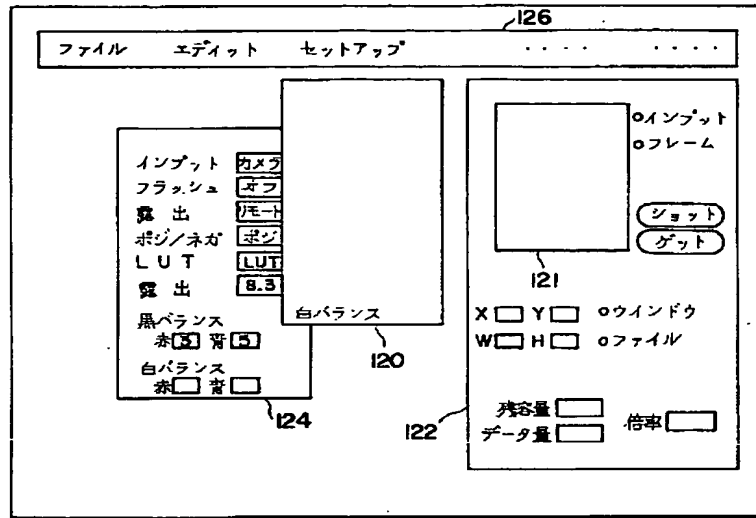 126
ファイル エディット セットアップ ・・・・ ・・・・
インプット カメラ
フラッシュ オフ
露出 リモート
ポジ/ネガ ポジ
LUT LUT
露出 8.3
黒バランス
赤 5 青 5
白バランス
赤 青
124
白バランス
120
インプット
フレーム
ショット
ゲット
121
X Y ウインドウ
W H ファイル
残容量
データ量
倍率
122